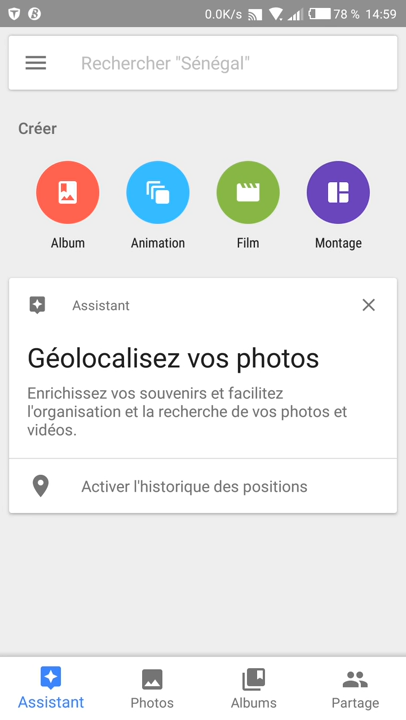 0.0K/s 78 % 14:59
Rechercher "Sénégal"
Créer
Album Animation Film Montage
Assistant
Géolocalisez vos photos
Enrichissez vos souvenirs et facilitez
l'organisation et la recherche de vos photos et
vidéos.
Activer l'historique des positions
Assistant Photos Albums Partage